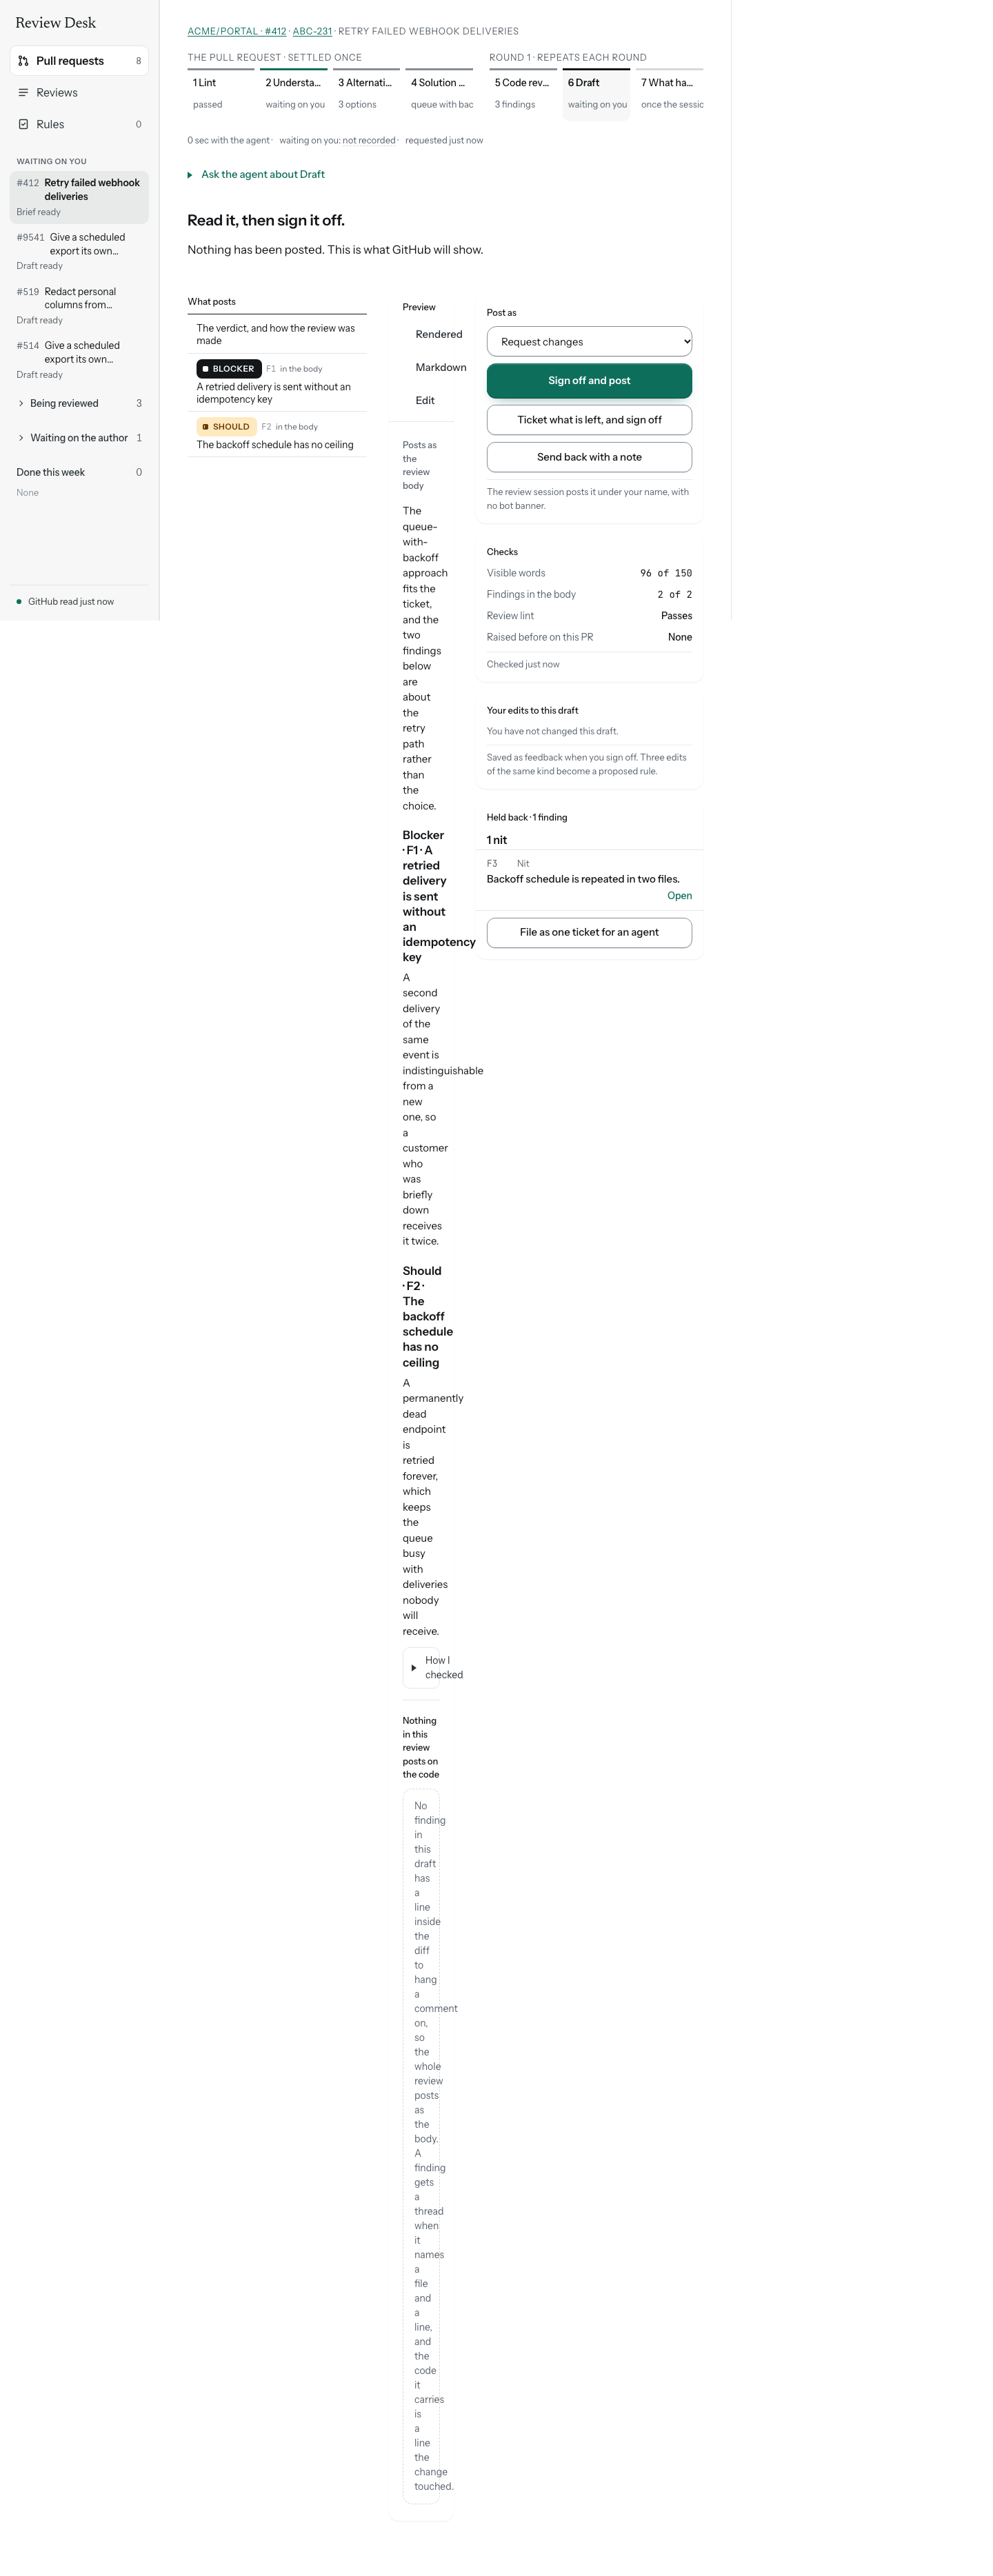 Review Desk
Pull requests 8
Reviews
Rules 0
WAITING ON YOU
#412 Retry failed webhook
deliveries
Brief ready
#9541 Give a scheduled
export its own…
Draft ready
#519 Redact personal
columns from…
Draft ready
#514 Give a scheduled
export its own…
Draft ready
Being reviewed 3
Waiting on the author 1
Done this week 0
None
GitHub read just now
ACME/PORTAL · #412 · ABC-231 · RETRY FAILED WEBHOOK DELIVERIES
THE PULL REQUEST · SETTLED ONCE
1 Lint
passed
2 Understa…
waiting on you
3 Alternati…
3 options
4 Solution …
queue with bac
ROUND 1 · REPEATS EACH ROUND
5 Code rev…
3 findings
6 Draft
waiting on you
7 What ha…
once the sessic
0 sec with the agent · waiting on you: not recorded · requested just now
Ask the agent about Draft
Read it, then sign it off.
Nothing has been posted. This is what GitHub will show.
What posts
The verdict, and how the review was
made
BLOCKER F1 in the body
A retried delivery is sent without an
idempotency key
SHOULD F2 in the body
The backoff schedule has no ceiling
Preview
Rendered
Markdown
Edit
Posts as
the
review
body
The
queue-
with-
backoff
approach
fits the
ticket,
and the
two
findings
below
are
about
the
retry
path
rather
than
the
choice.
Blocker
· F1 · A
retried
delivery
is sent
without
an
idempotency
key
A
second
delivery
of the
same
event is
indistinguishable
from a
new
one, so
a
customer
who
was
briefly
down
receives
it twice.
Should
· F2 ·
The
backoff
schedule
has no
ceiling
A
permanently
dead
endpoint
is
retried
forever,
which
keeps
the
queue
busy
with
deliveries
nobody
will
receive.
How I
checked
Nothing
in this
review
posts on
the code
No
finding
in
this
draft
has
a
line
inside
the
diff
to
hang
a
comment
on,
so
the
whole
review
posts
as
the
body.
A
finding
gets
a
thread
when
it
names
a
file
and
a
line,
and
the
code
it
carries
is
a
line
the
change
touched.
Post as
Request changes
Sign off and post
Ticket what is left, and sign off
Send back with a note
The review session posts it under your name, with
no bot banner.
Checks
Visible words 96 of 150
Findings in the body 2 of 2
Review lint Passes
Raised before on this PR None
Checked just now
Your edits to this draft
You have not changed this draft.
Saved as feedback when you sign off. Three edits
of the same kind become a proposed rule.
Held back · 1 finding
1 nit
F3 Nit
Backoff schedule is repeated in two files.
Open
File as one ticket for an agent